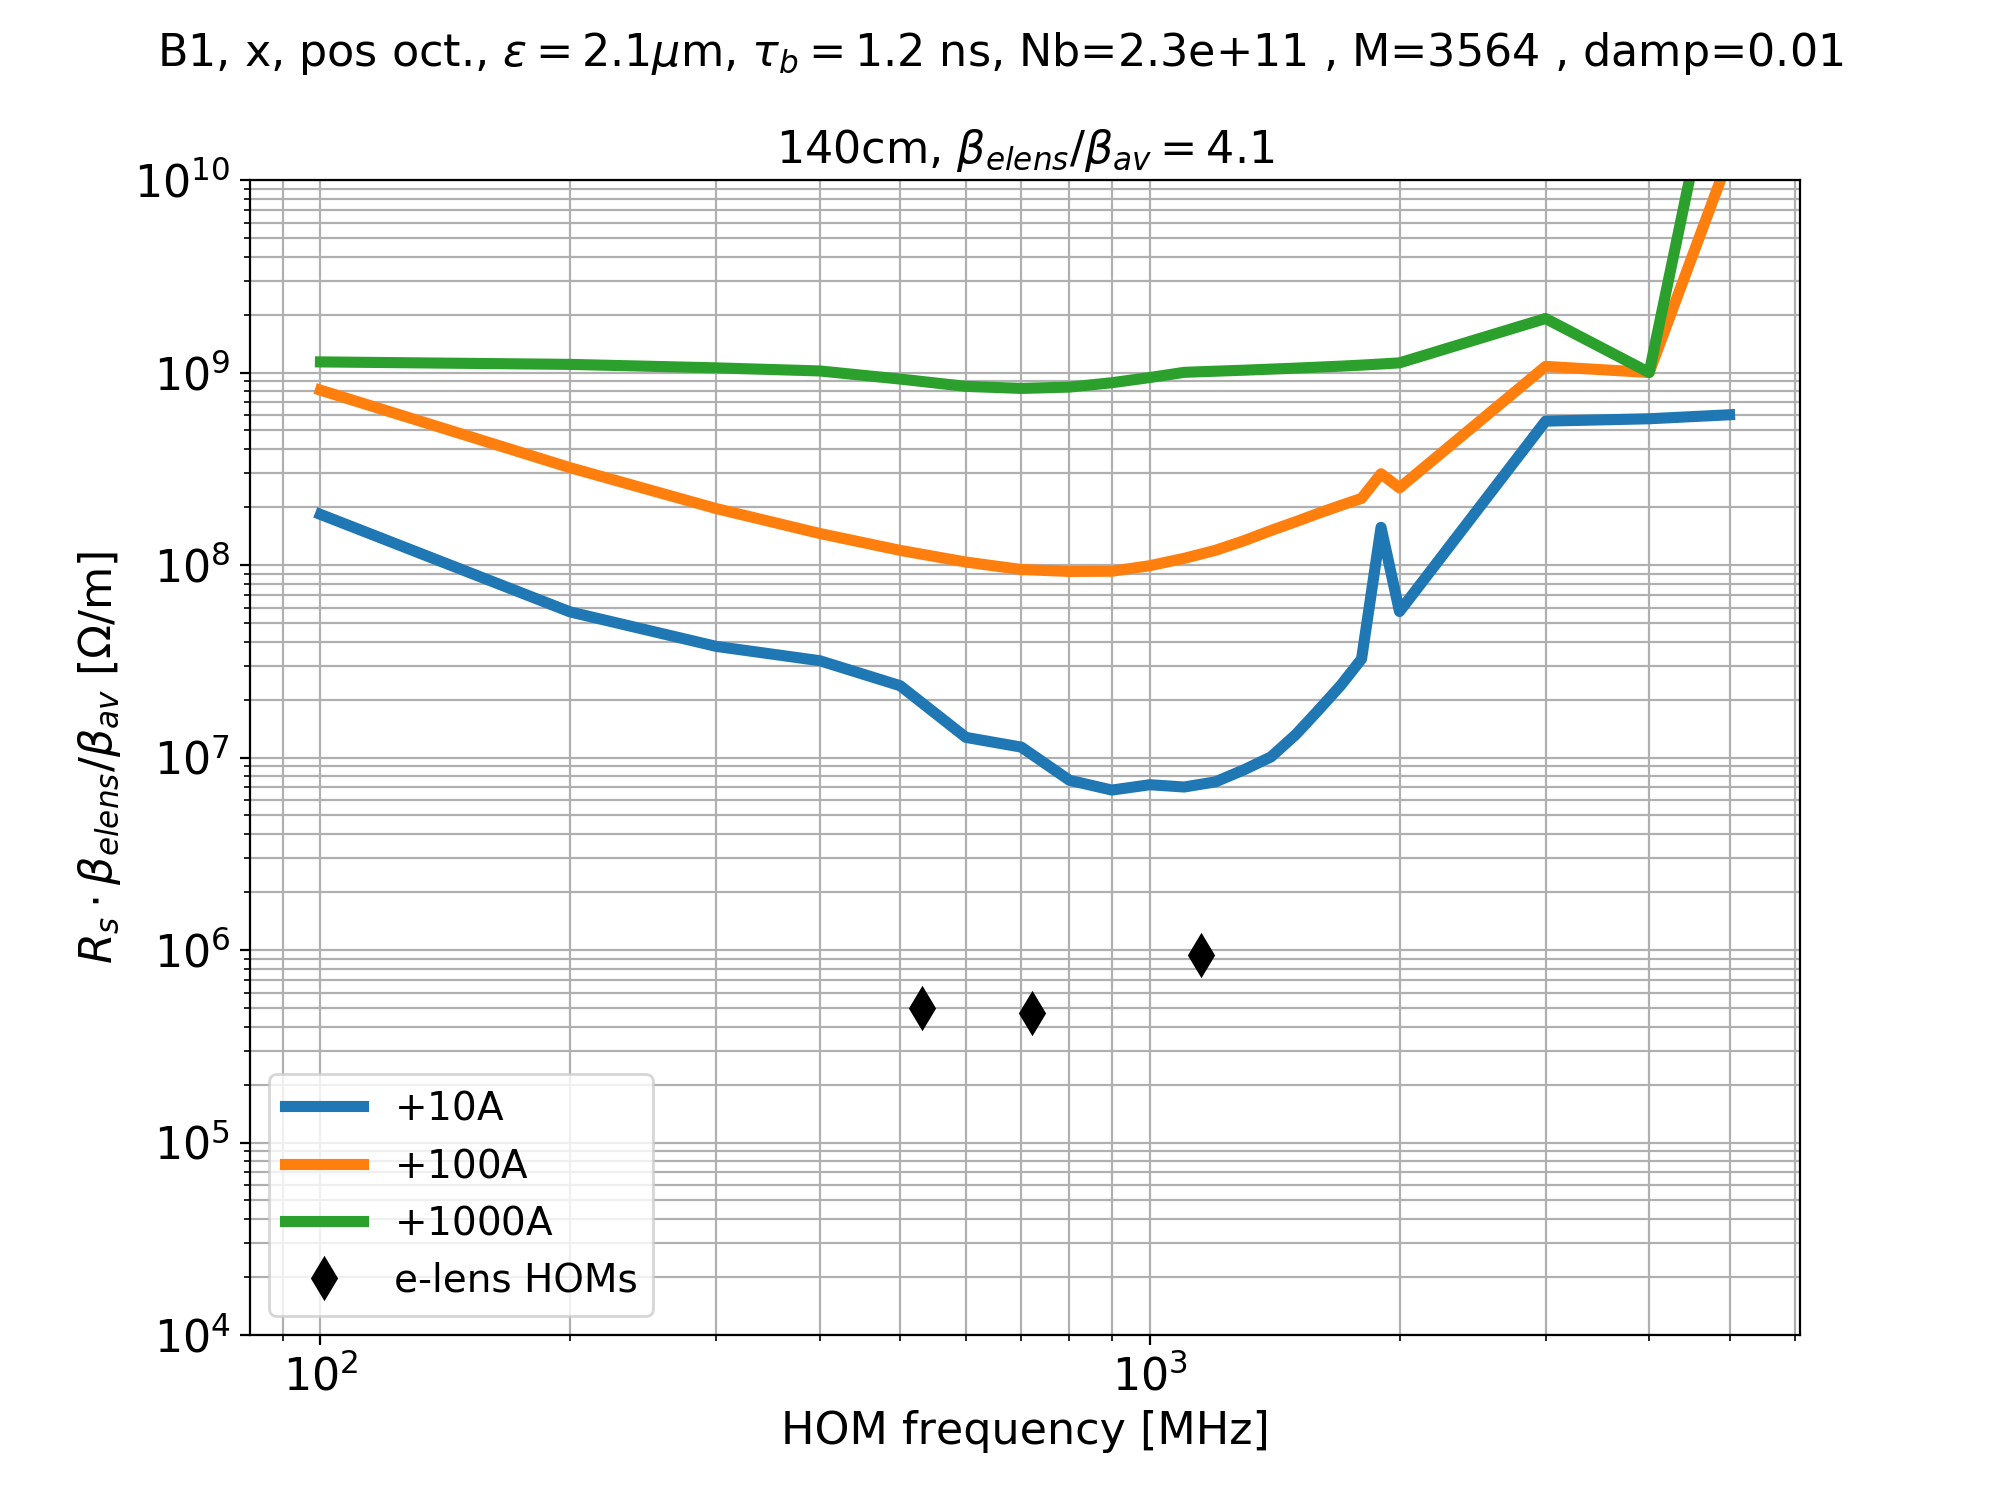 B1, x, pos oct., ε = 2.1μm, τ_b = 1.2 ns, Nb=2.3e+11 , M=3564 , damp=0.01
140cm, β_elens/β_av = 4.1
10^10
10^9
10^8
10^7
10^6
10^5
10^4
R_s · β_elens/β_av [Ω/m]
+10A
+100A
+1000A
e-lens HOMs
10^2
10^3
HOM frequency [MHz]